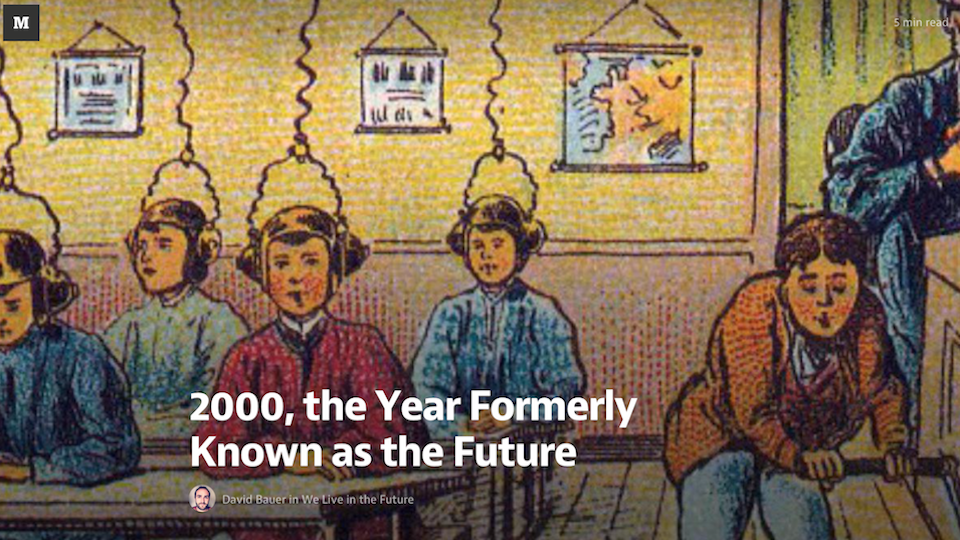 M
5 min read
2000, the Year Formerly
Known as the Future
David Bauer in We Live in the Future